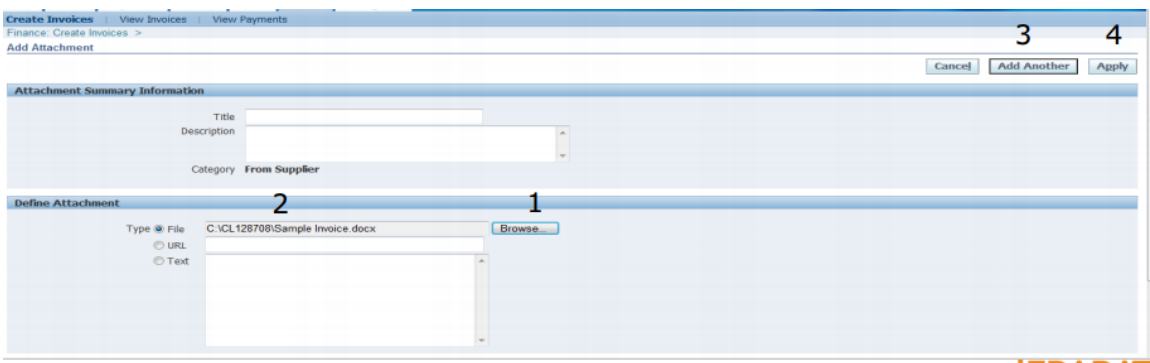 Create Invoices | View Invoices | View Payments
Finance: Create Invoices >
Add Attachment
3 4
Cancel Add Another Apply
Attachment Summary Information
Title
Description
Category From Supplier
Define Attachment
2 1
Type File C:\CL128708\Sample Invoice.docx Browse...
URL
Text